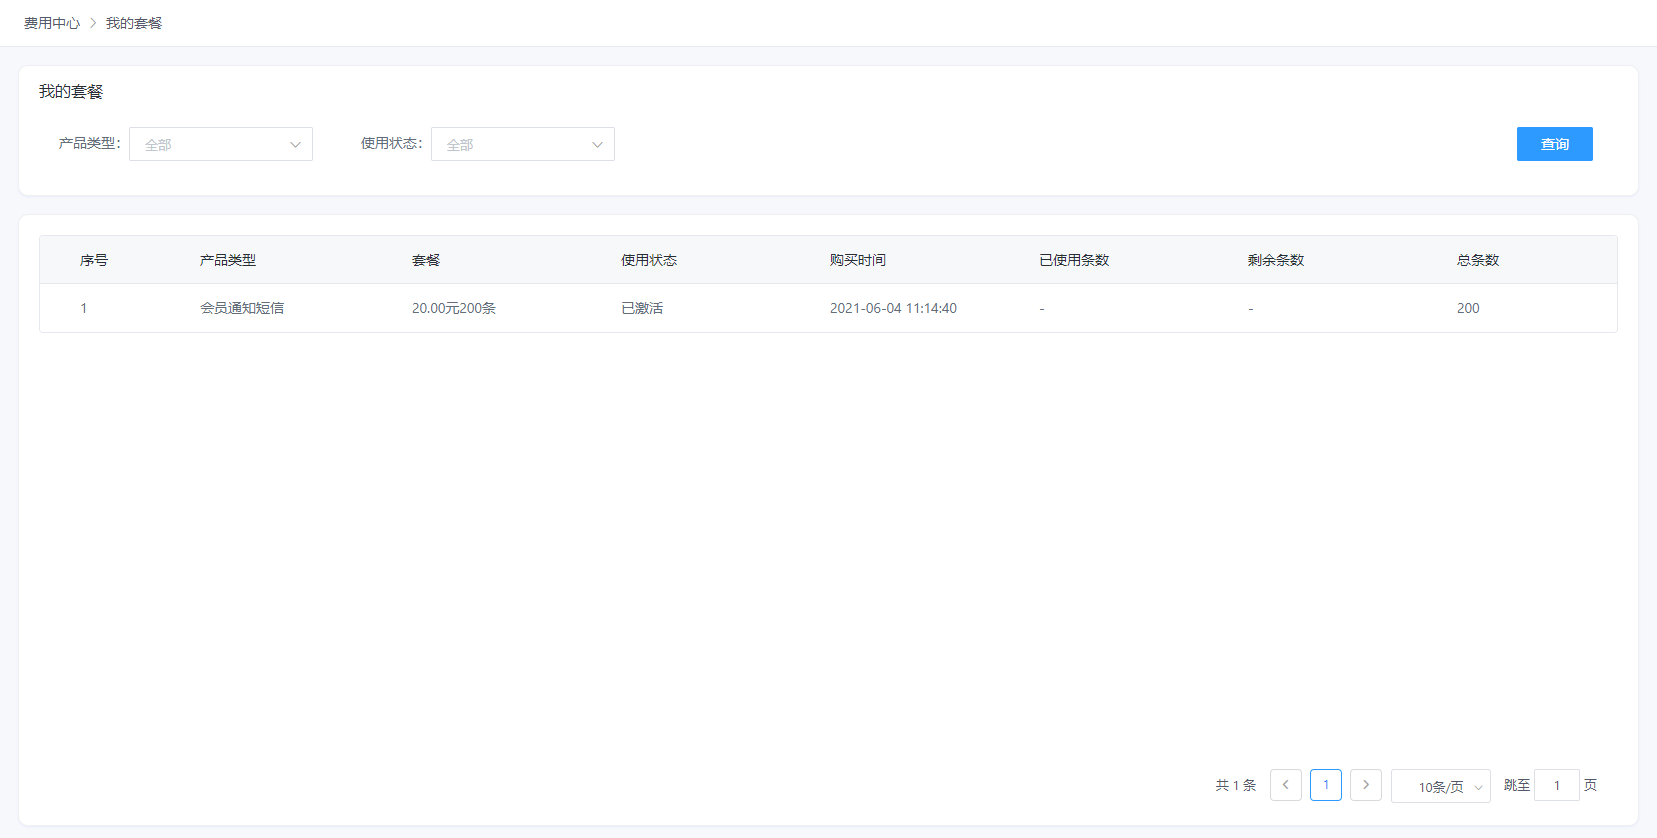 费用中心 > 我的套餐
我的套餐
产品类型: 全部 使用状态: 全部 查询
序号 产品类型 套餐 使用状态 购买时间 已使用条数 剩余条数 总条数
1 会员通知短信 20.00元200条 已激活 2021-06-04 11:14:40 - - 200
共 1 条 < 1 > 10条/页 跳至 1 页